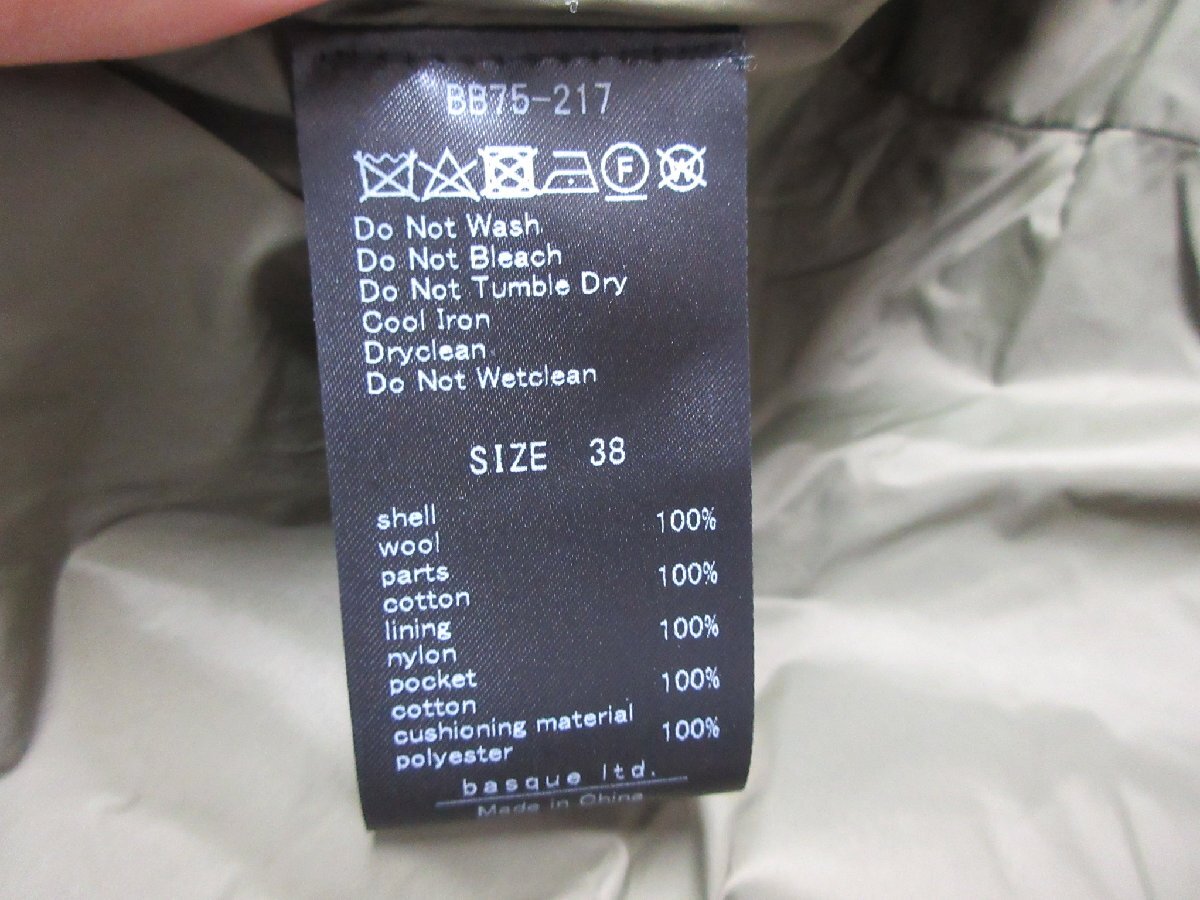 BB75-217
F W
Do Not Wash
Do Not Bleach
Do Not Tumble Dry
Cool Iron
Dryclean
Do Not Wetclean
SIZE 38
shell 100%
wool
parts 100%
cotton
lining 100%
nylon
pocket 100%
cotton
cushioning material 100%
polyester
basque ltd.
Made in China